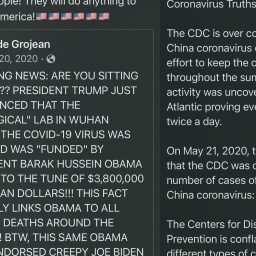 ople! They will do anything to
merica!
de Grojean
20, 2020
NG NEWS: ARE YOU SITTING
?? PRESIDENT TRUMP JUST
NCED THAT THE
GICAL" LAB IN WUHAN
THE COVID-19 VIRUS WAS
D WAS "FUNDED" BY
ENT BARAK HUSSEIN OBAMA
TO THE TUNE OF $3,800,000
AN DOLLARS!!! THIS FACT
LY LINKS OBAMA TO ALL
DEATHS AROUND THE
! BTW, THIS SAME OBAMA
NDORSED CREEPY JOE BIDEN
Coronavirus Truths
The CDC is over co
China coronavirus
effort to keep the c
throughout the sum
activity was uncove
Atlantic proving eve
twice a day.
On May 21, 2020, t
that the CDC was c
number of cases of
China coronavirus:
The Centers for Dis
Prevention is confla
different types of c